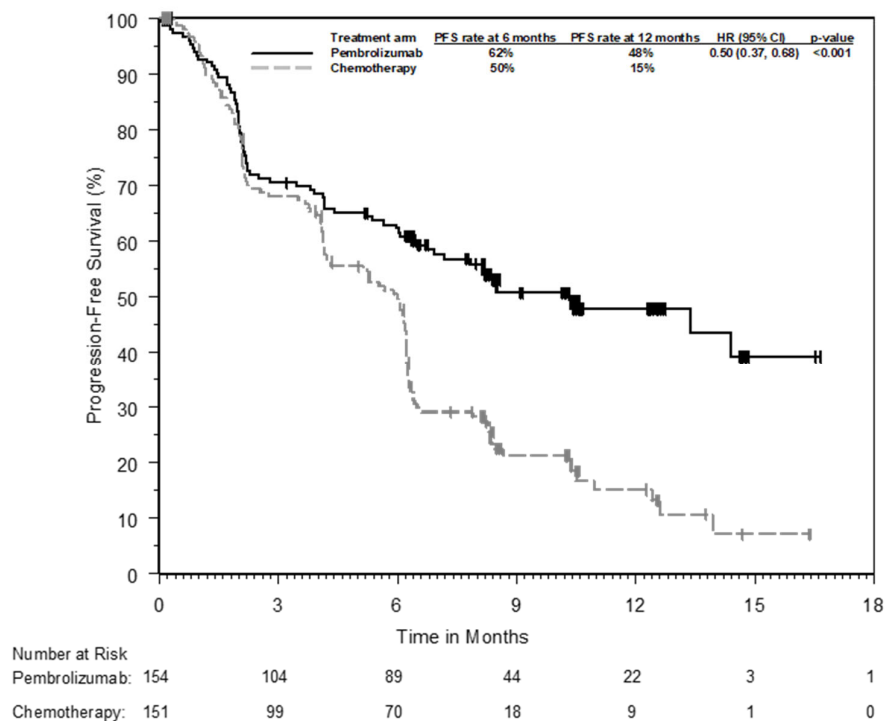 Treatment arm PFS rate at 6 months PFS rate at 12 months HR (95% CI) p-value
Pembrolizumab 62% 48% 0.50 (0.37, 0.68) <0.001
Chemotherapy 50% 15%
Progression-Free Survival (%)
100
90
80
70
60
50
40
30
20
10
0
0 3 6 9 12 15 18
Time in Months
Number at Risk
Pembrolizumab: 154 104 89 44 22 3 1
Chemotherapy: 151 99 70 18 9 1 0